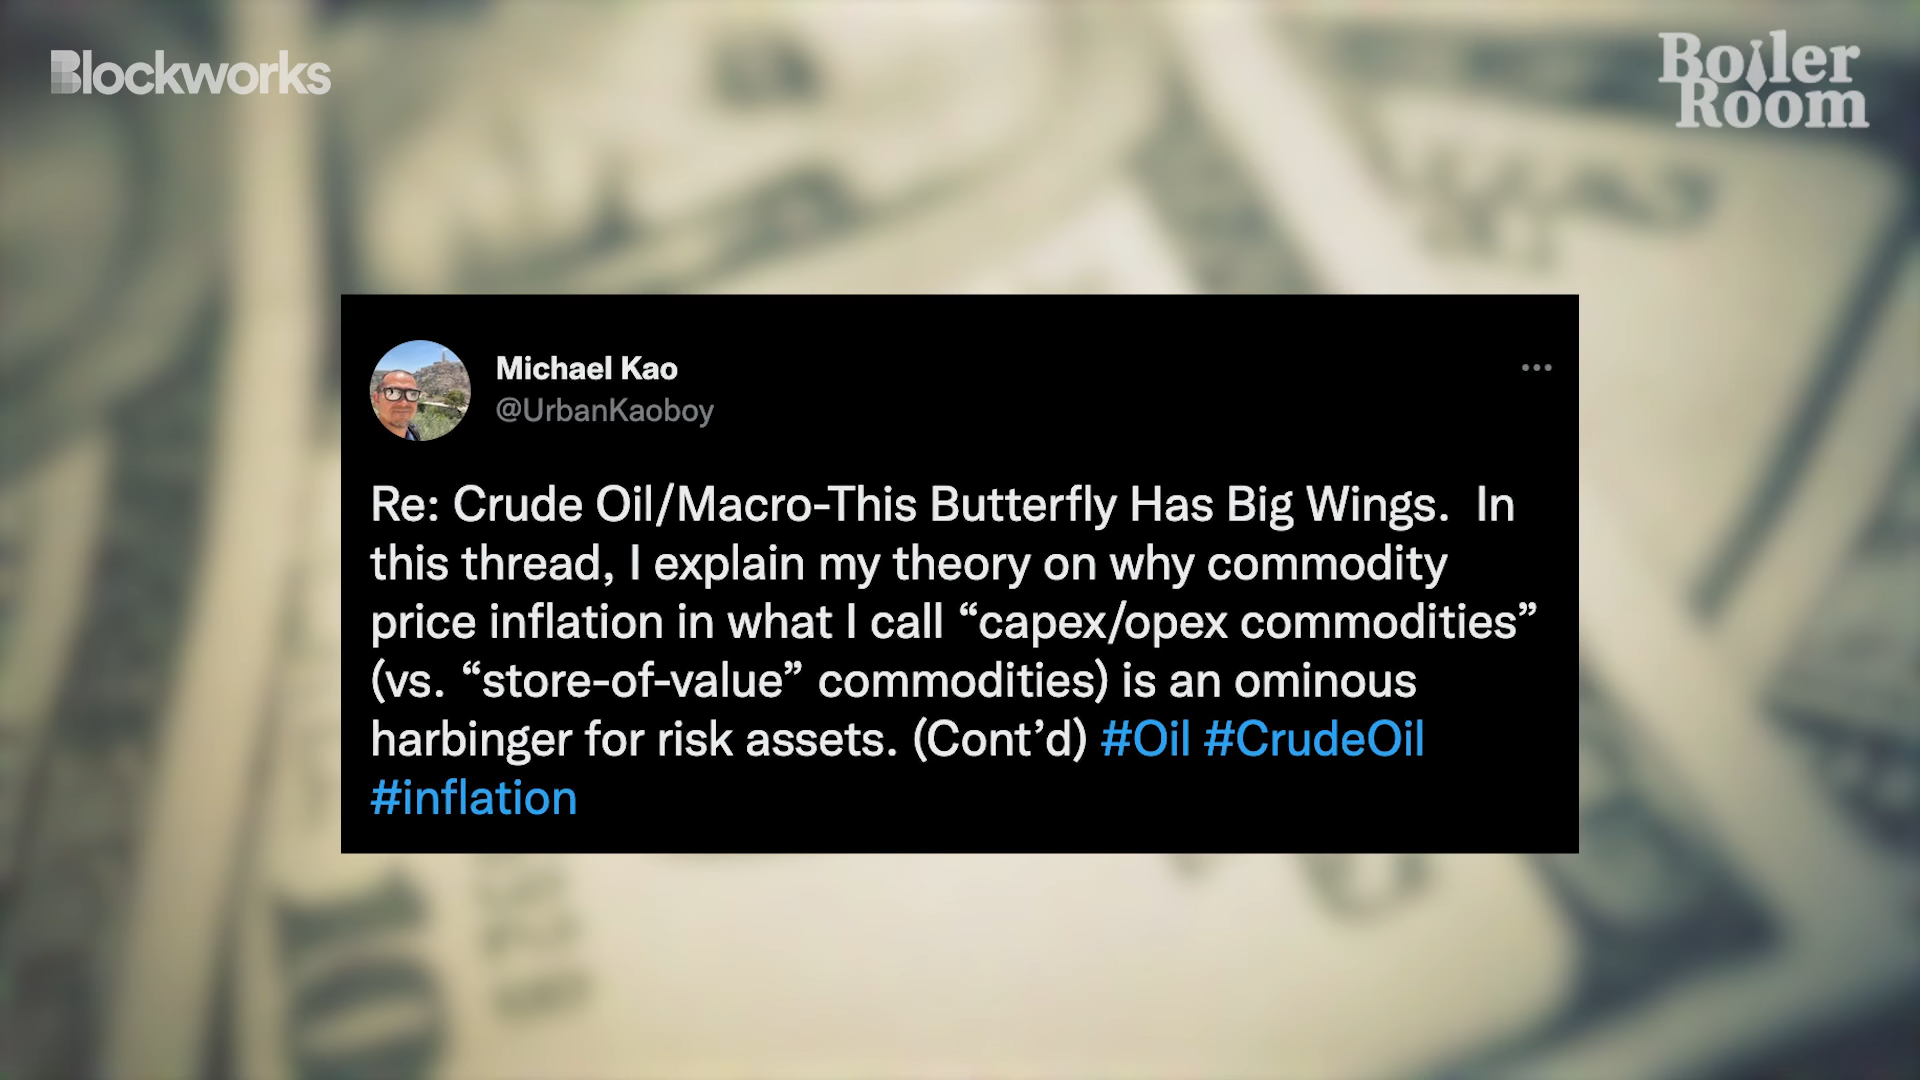 Blockworks
Boiler
Room
Michael Kao
@UrbanKaoboy
Re: Crude Oil/Macro-This Butterfly Has Big Wings.  In
this thread, I explain my theory on why commodity
price inflation in what I call “capex/opex commodities”
(vs. “store-of-value” commodities) is an ominous
harbinger for risk assets. (Cont’d) #Oil #CrudeOil
#inflation